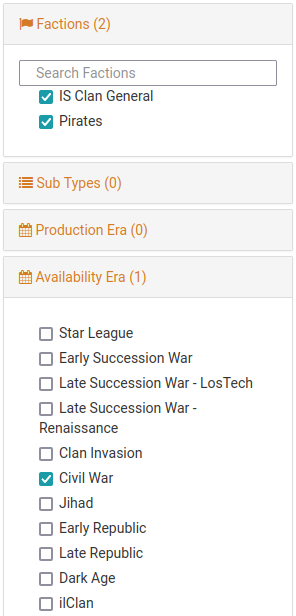 Factions (2)
Search Factions
IS Clan General
Pirates
Sub Types (0)
Production Era (0)
Availability Era (1)
Star League
Early Succession War
Late Succession War - LosTech
Late Succession War -
Renaissance
Clan Invasion
Civil War
Jihad
Early Republic
Late Republic
Dark Age
ilClan